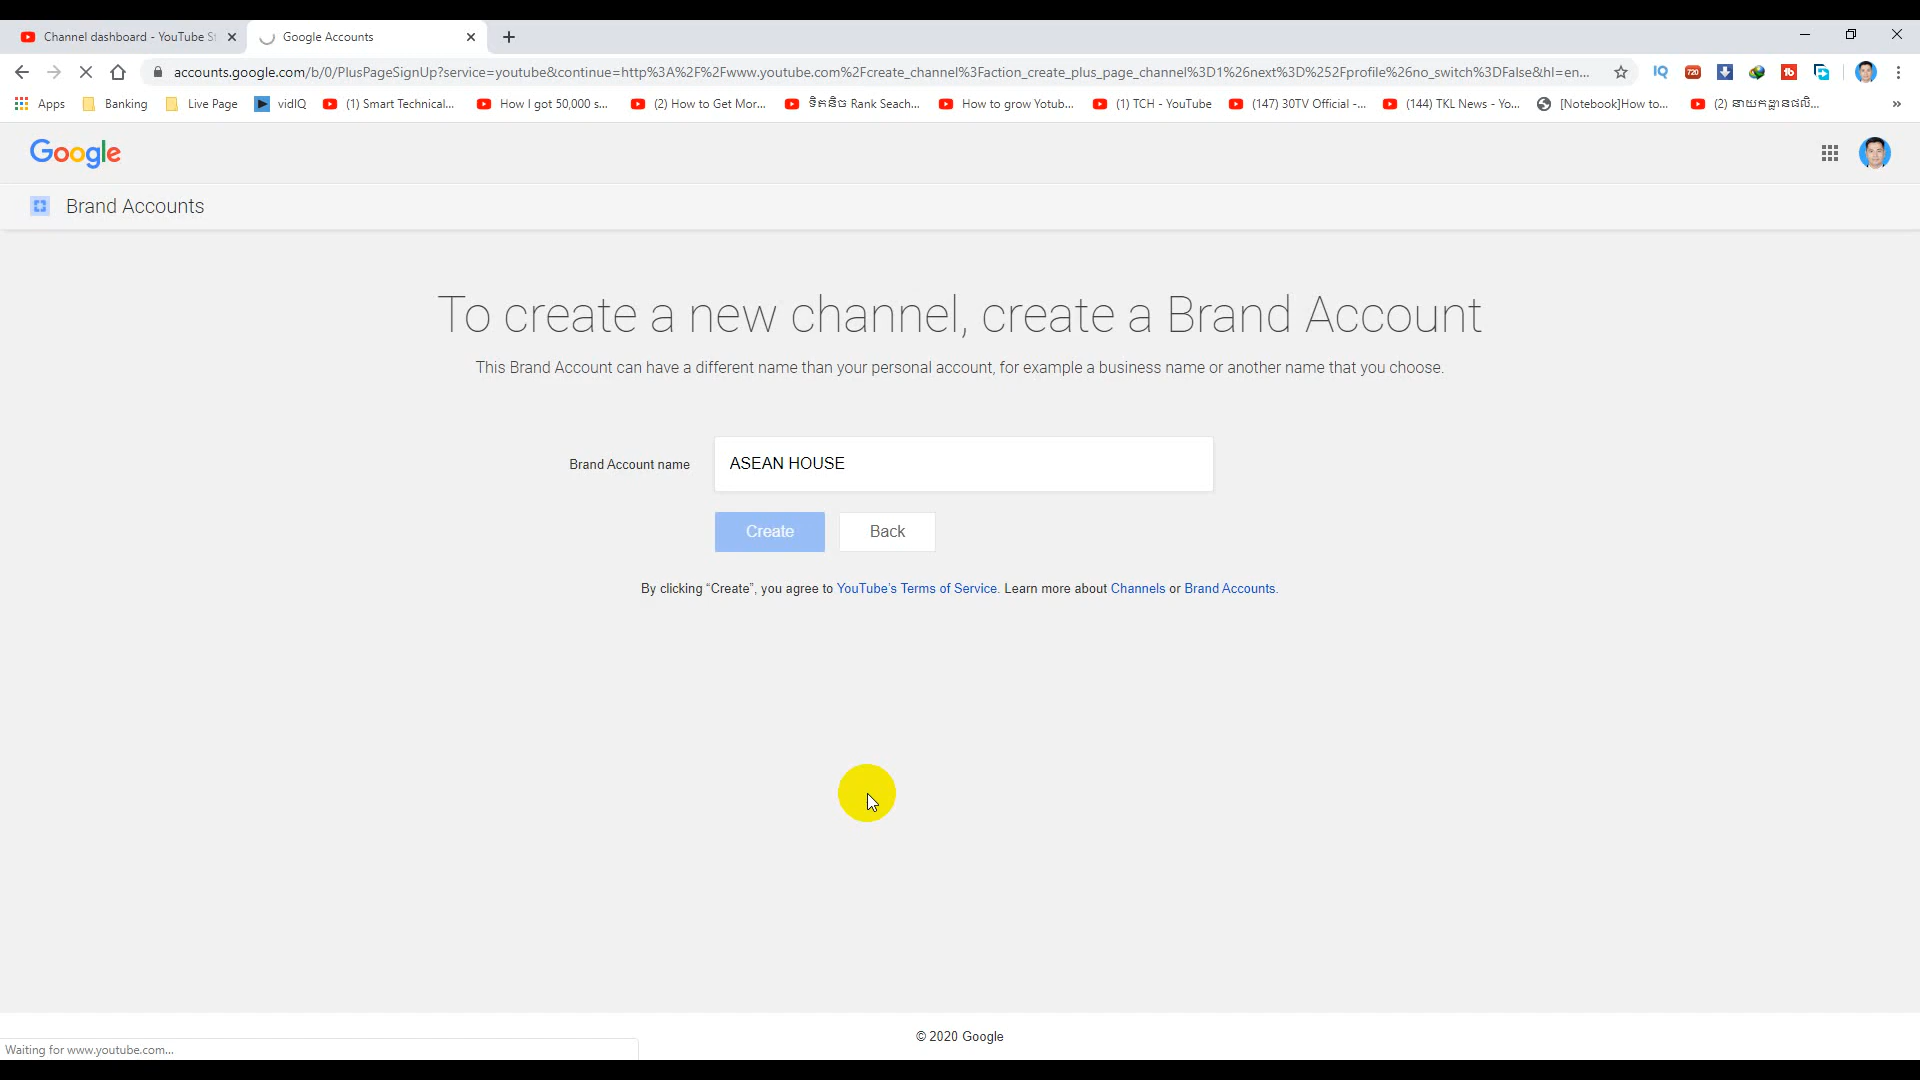 Channel dashboard - YouTube St
Google Accounts
accounts.google.com/b/0/PlusPageSignUp?service=youtube&continue=http%3A%2F%2Fwww.youtube.com%2Fcreate_channel%3Faction_create_plus_page_channel%3D1%26next%3D%252Fprofile%26no_switch%3DFalse&hl=en...
IQ
720
Apps
Banking
Live Page
vidIQ
(1) Smart Technical...
How I got 50,000 s...
(2) How to Get Mor...
Rank Seach...
How to grow Yotub...
(1) TCH - YouTube
(147) 30TV Official -...
(144) TKL News - Yo...
[Notebook]How to...
Google
Brand Accounts
To create a new channel, create a Brand Account
This Brand Account can have a different name than your personal account, for example a business name or another name that you choose.
Brand Account name
ASEAN HOUSE
Create
Back
By clicking “Create”, you agree to YouTube’s Terms of Service. Learn more about Channels or Brand Accounts.
© 2020 Google
Waiting for www.youtube.com...